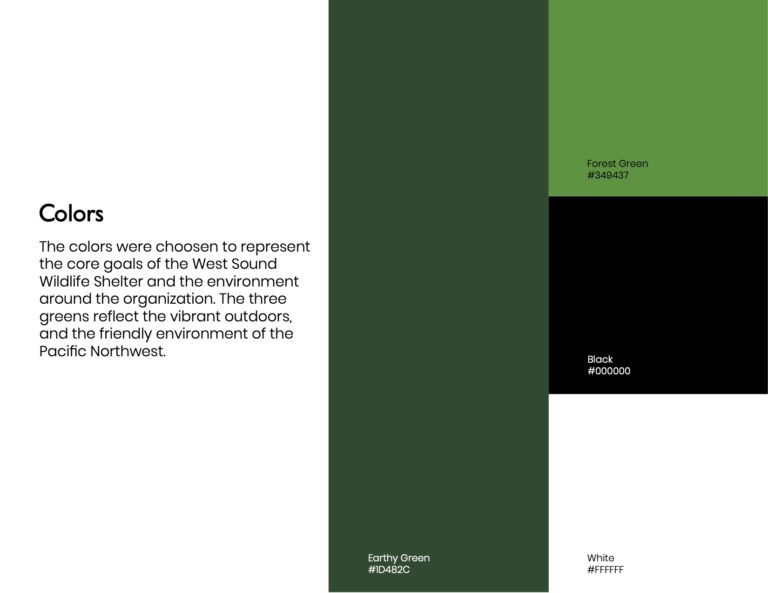 Colors
The colors were choosen to represent
the core goals of the West Sound
Wildlife Shelter and the environment
around the organization. The three
greens reflect the vibrant outdoors,
and the friendly environment of the
Pacific Northwest.
Earthy Green
#1D482C
Forest Green
#349437
Black
#000000
White
#FFFFFF